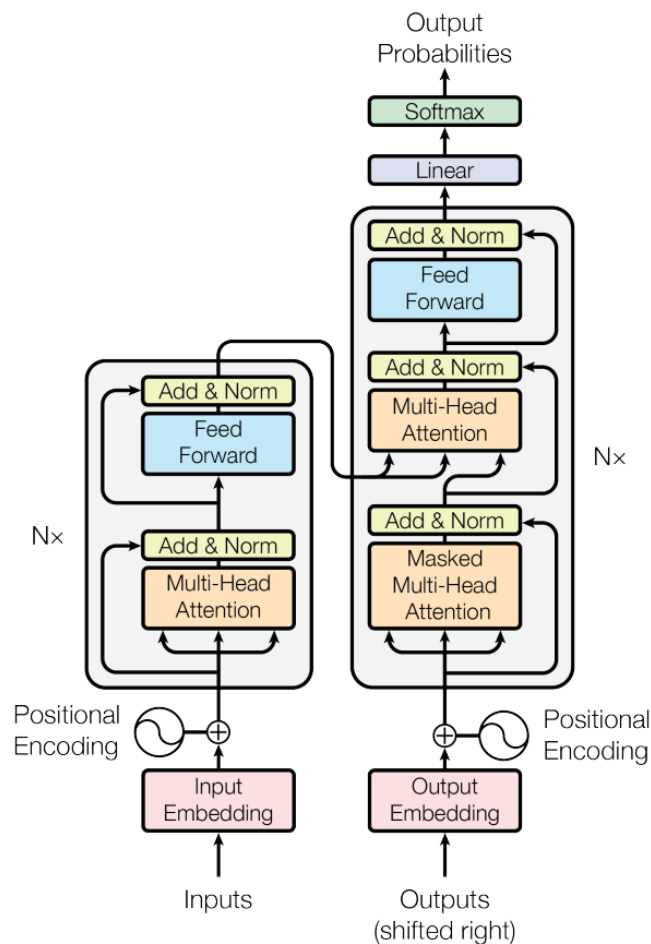 Output
Probabilities
Softmax
Linear
Add & Norm
Feed
Forward
Add & Norm
Multi-Head
Attention
Add & Norm
Masked
Multi-Head
Attention
Nx
Add & Norm
Feed
Forward
Add & Norm
Multi-Head
Attention
Nx
Positional
Encoding
Positional
Encoding
Input
Embedding
Output
Embedding
Inputs
Outputs
(shifted right)